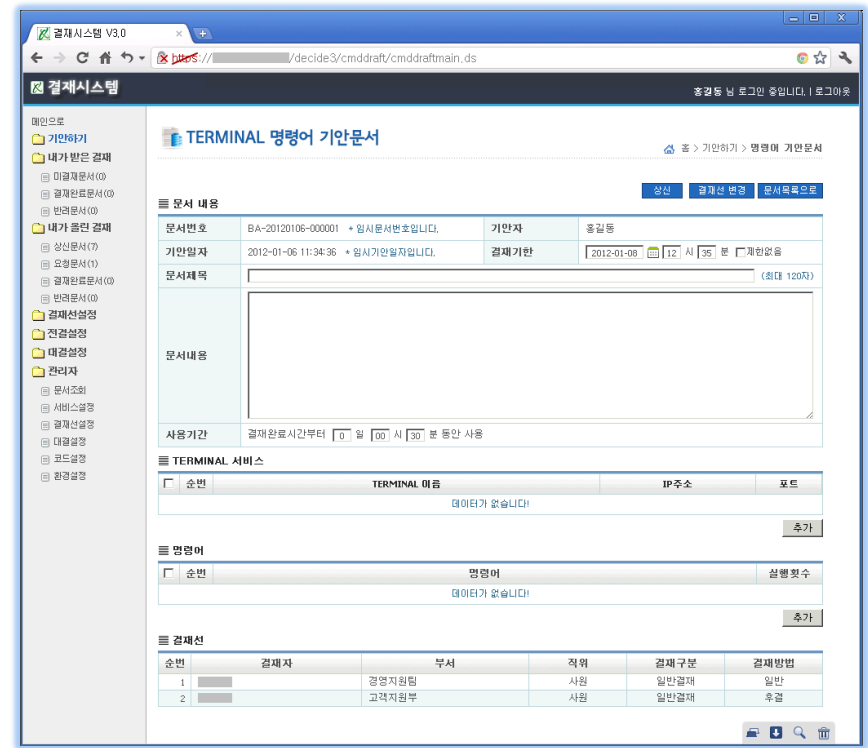 결재시스템 V3.0
https:// /decide3/cmddraft/cmddraftmain.ds
결재시스템
홍길동 님 로그인 중입니다. | 로그아웃
메인으로
기안하기
내가 받은 결재
미결재문서(0)
결재완료문서(0)
반려문서(0)
내가 올린 결재
상신문서(7)
요청문서(1)
결재완료문서(0)
반려문서(0)
결재선설정
전결설정
대결설정
관리자
문서조회
서비스설정
결재선설정
대결설정
코드설정
환경설정
TERMINAL 명령어 기안문서
홈 > 기안하기 > 명령어 기안문서
상신 결재선 변경 문서목록으로
문서 내용
문서번호 BA-20120106-000001 * 임시문서번호입니다. 기안자 홍길동
기안일자 2012-01-06 11:34:36 * 임시기안일자입니다. 결재기한 2012-01-08 12 시 35 분 제한없음
문서제목 (최대 120자)
문서내용
사용기간 결재완료시간부터 0 일 00 시 30 분 동안 사용
TERMINAL 서비스
순번 TERMINAL 이름 IP주소 포트
데이터가 없습니다!
추가
명령어
순번 명령어 실행횟수
데이터가 없습니다!
추가
결재선
순번 결재자 부서 직위 결재구분 결재방법
1 경영지원팀 사원 일반결재 일반
2 고객지원부 사원 일반결재 후결